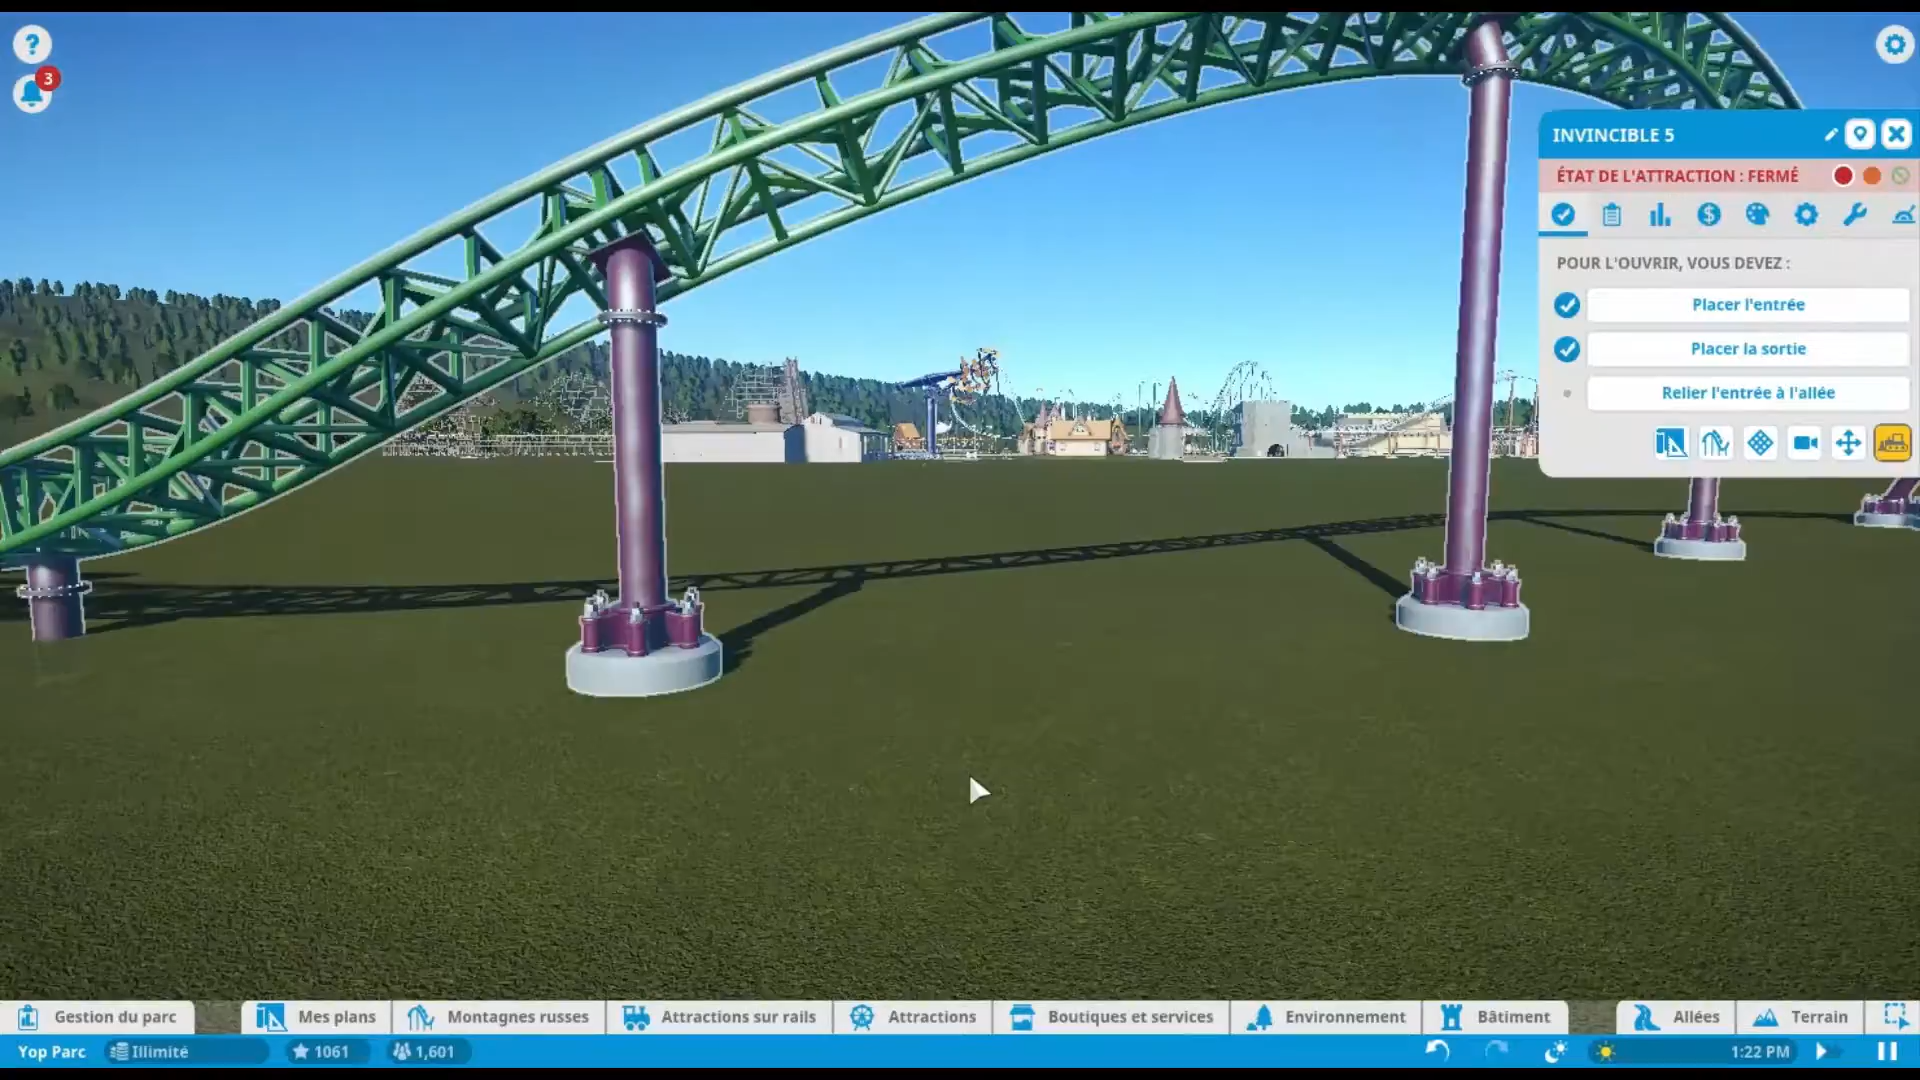 3
INVINCIBLE 5
ÉTAT DE L'ATTRACTION : FERMÉ
POUR L'OUVRIR, VOUS DEVEZ :
Placer l'entrée
Placer la sortie
Relier l'entrée à l'allée
Gestion du parc
Mes plans
Montagnes russes
Attractions sur rails
Attractions
Boutiques et services
Environnement
Bâtiment
Allées
Terrain
Yop Parc
Illimité
1061
1,601
1:22 PM